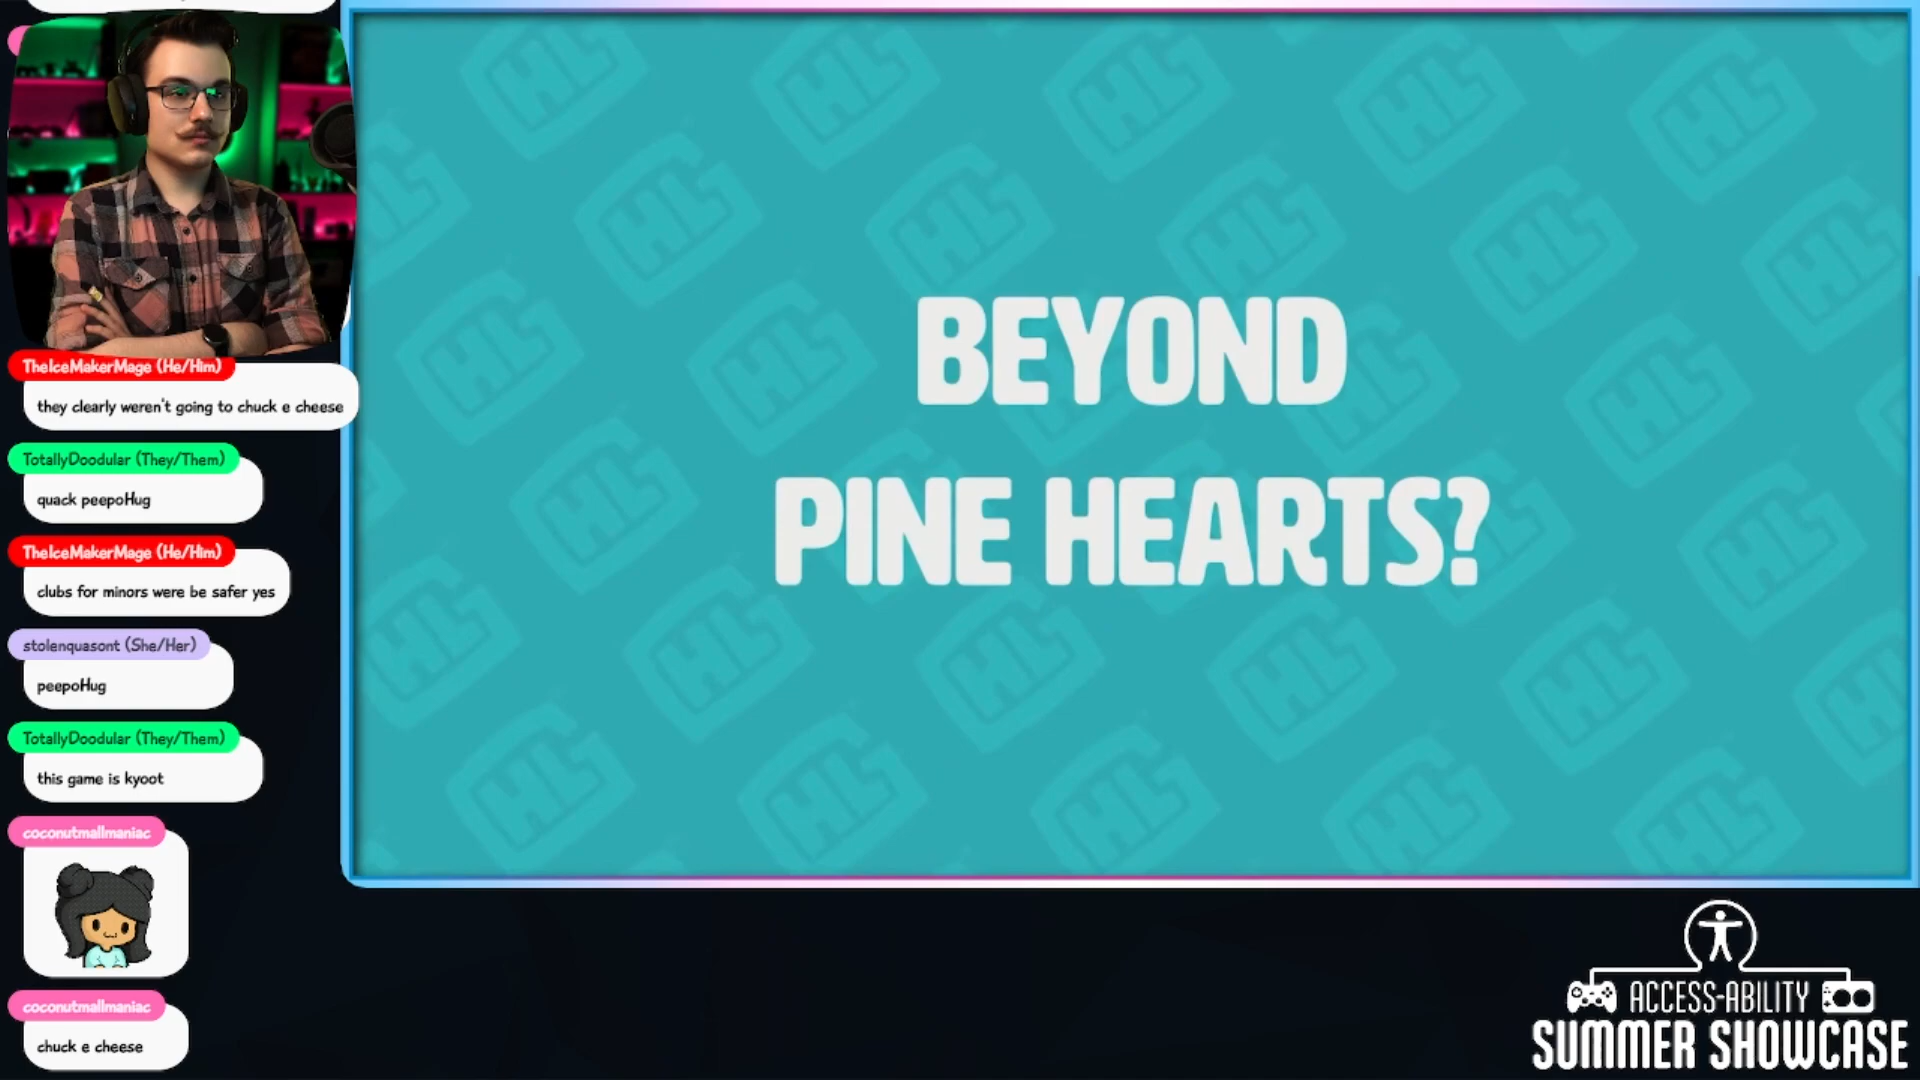 TheIceMakerMage (He/Him)
they clearly weren't going to chuck e cheese
TotallyDoodular (They/Them)
quack peepoHug
TheIceMakerMage (He/Him)
clubs for minors were be safer yes
stolenquasont (She/Her)
peepoHug
TotallyDoodular (They/Them)
this game is kyoot
coconutmallmaniac
coconutmallmaniac
chuck e cheese
BEYOND
PINE HEARTS?
ACCESS-ABILITY
SUMMER SHOWCASE